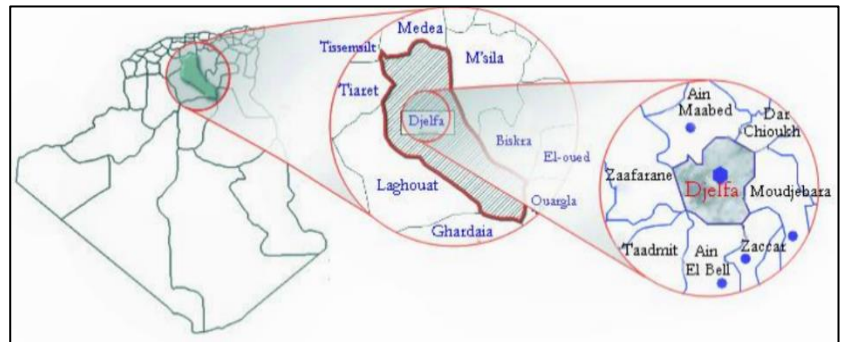 Medea
Tissemsilt
M'sila
Tiaret
Djelfa
Biskra
El-oued
Laghouat
Ouargla
Ghardaia
Ain
Maabed
Dar
Chioukh
Zaafarane
Djelfa
Moudjebara
Taadmit
Ain
El Bell
Zaccar